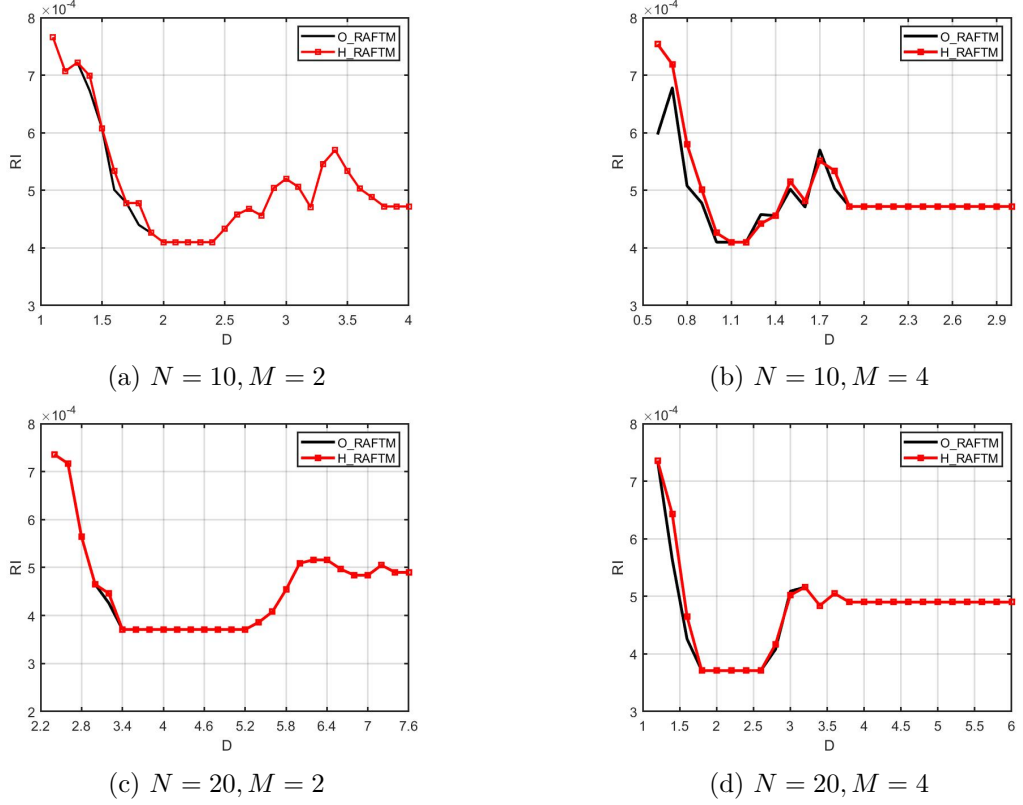 ×10-4
8
7
6
5
4
3
RI
1 1.5 2 2.5 3 3.5 4
D
O_RAFTM
H_RAFTM
(a) N = 10, M = 2
×10-4
8
7
6
5
4
3
RI
0.5 0.8 1.1 1.4 1.7 2 2.3 2.6 2.9
D
O_RAFTM
H_RAFTM
(b) N = 10, M = 4
×10-4
8
7
6
5
4
3
2
RI
2.2 2.8 3.4 4 4.6 5.2 5.8 6.4 7 7.6
D
O_RAFTM
H_RAFTM
(c) N = 20, M = 2
×10-4
8
7
6
5
4
3
RI
1 1.5 2 2.5 3 3.5 4 4.5 5 5.5 6
D
O_RAFTM
H_RAFTM
(d) N = 20, M = 4